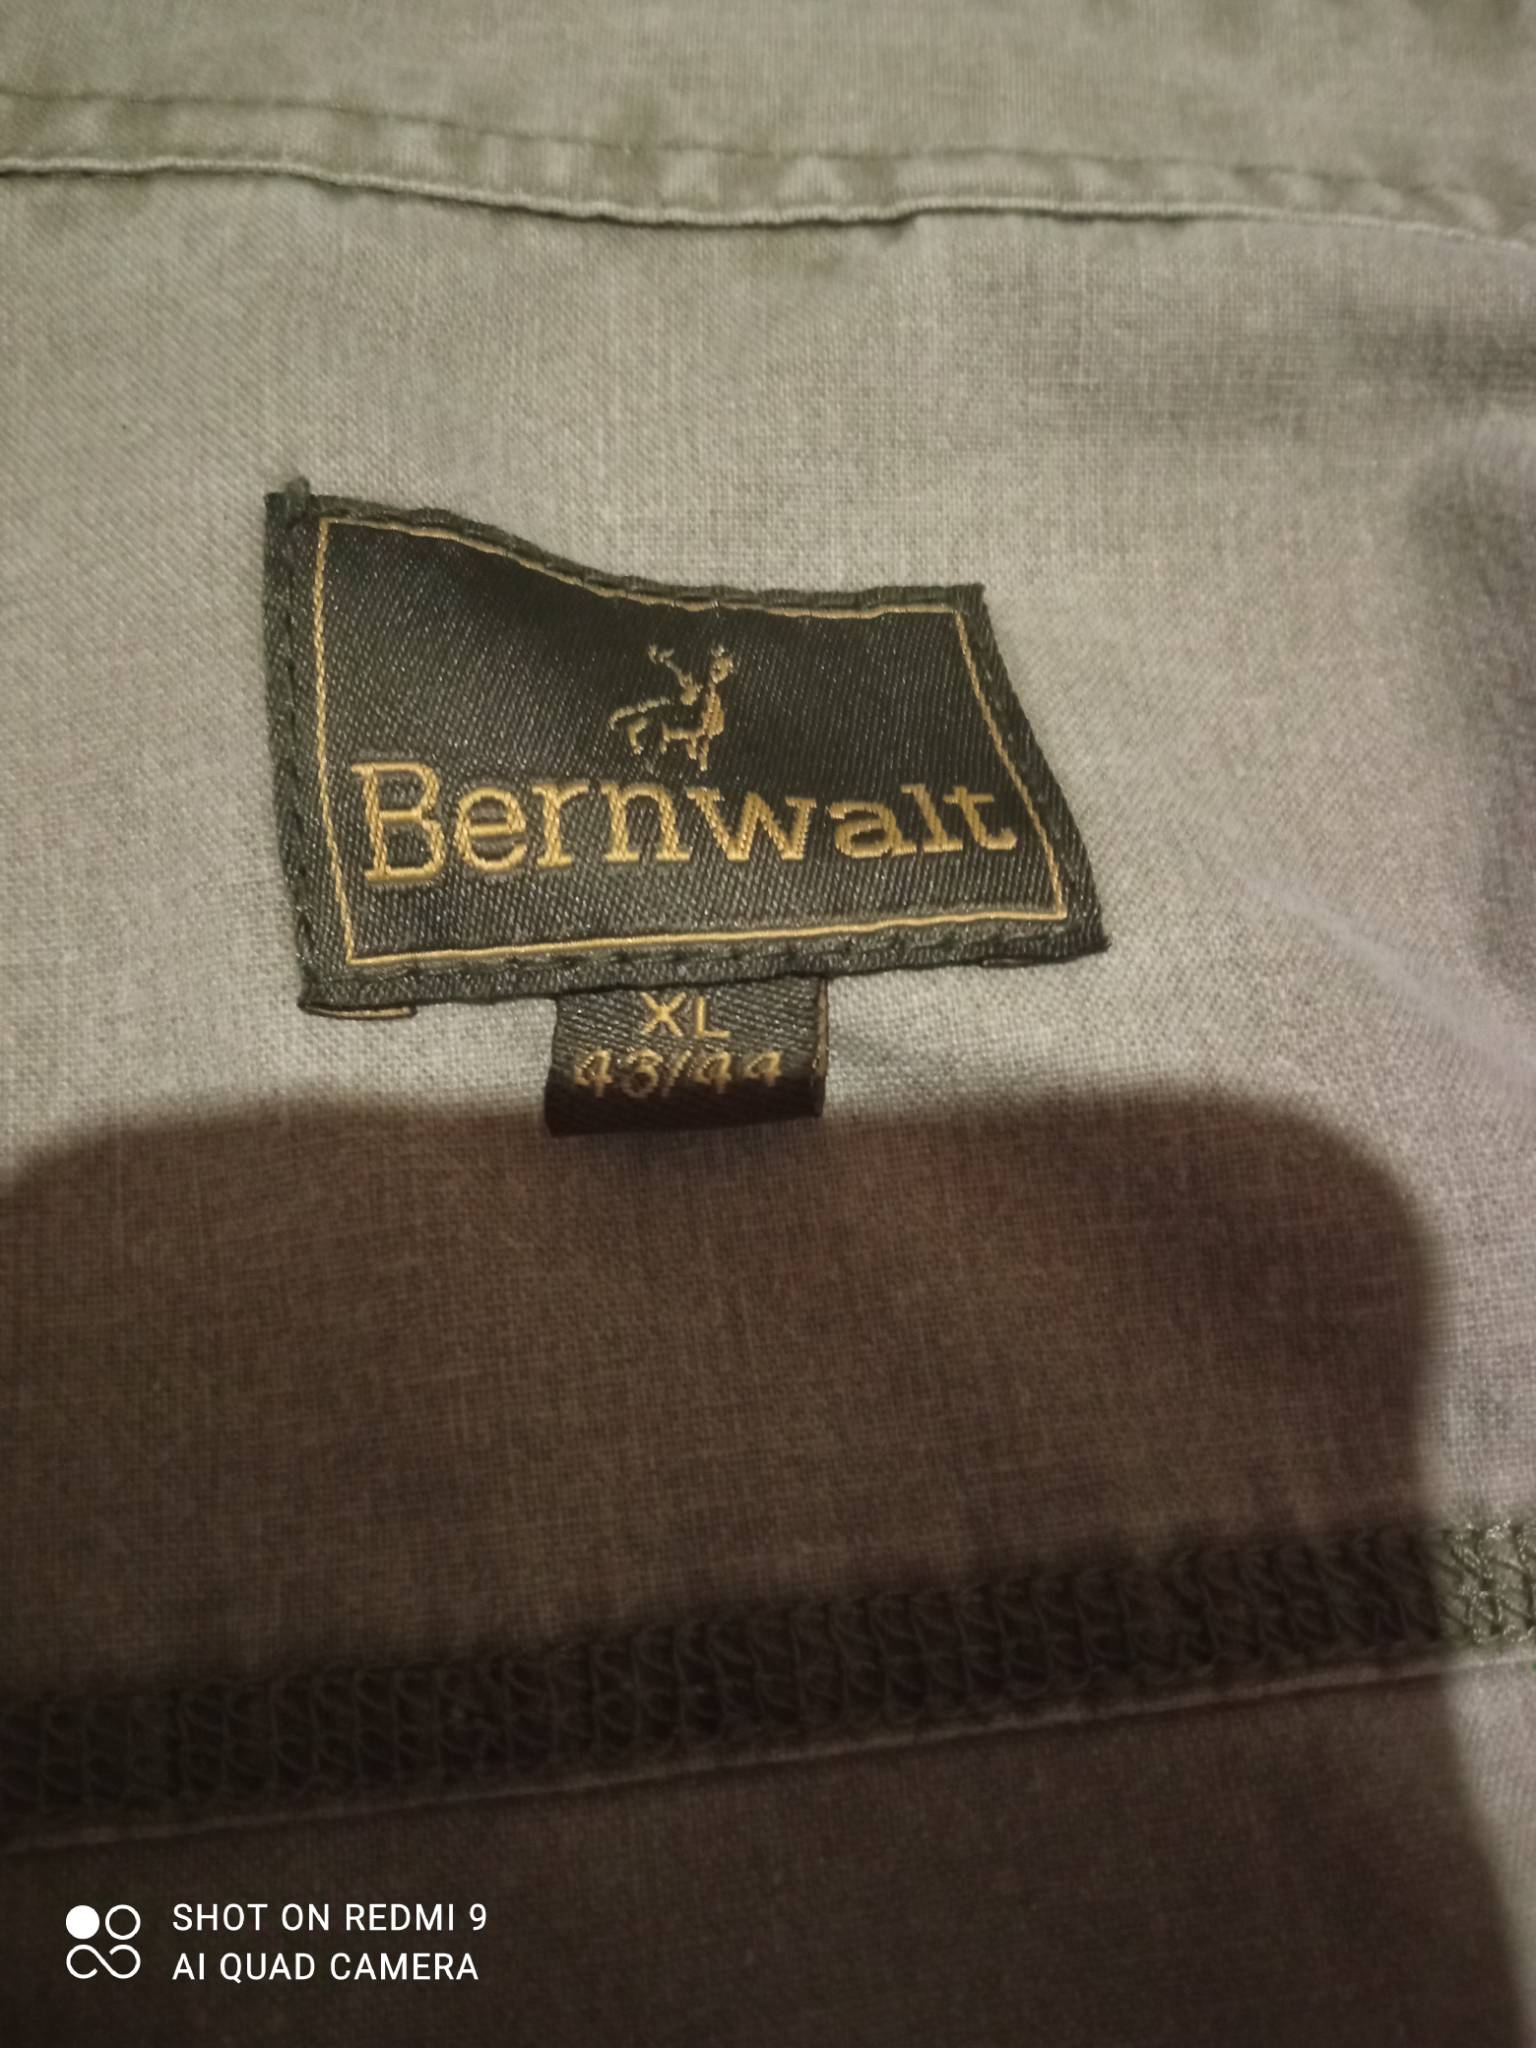 Bernwalt
XL
43/44
SHOT ON REDMI 9
AI QUAD CAMERA